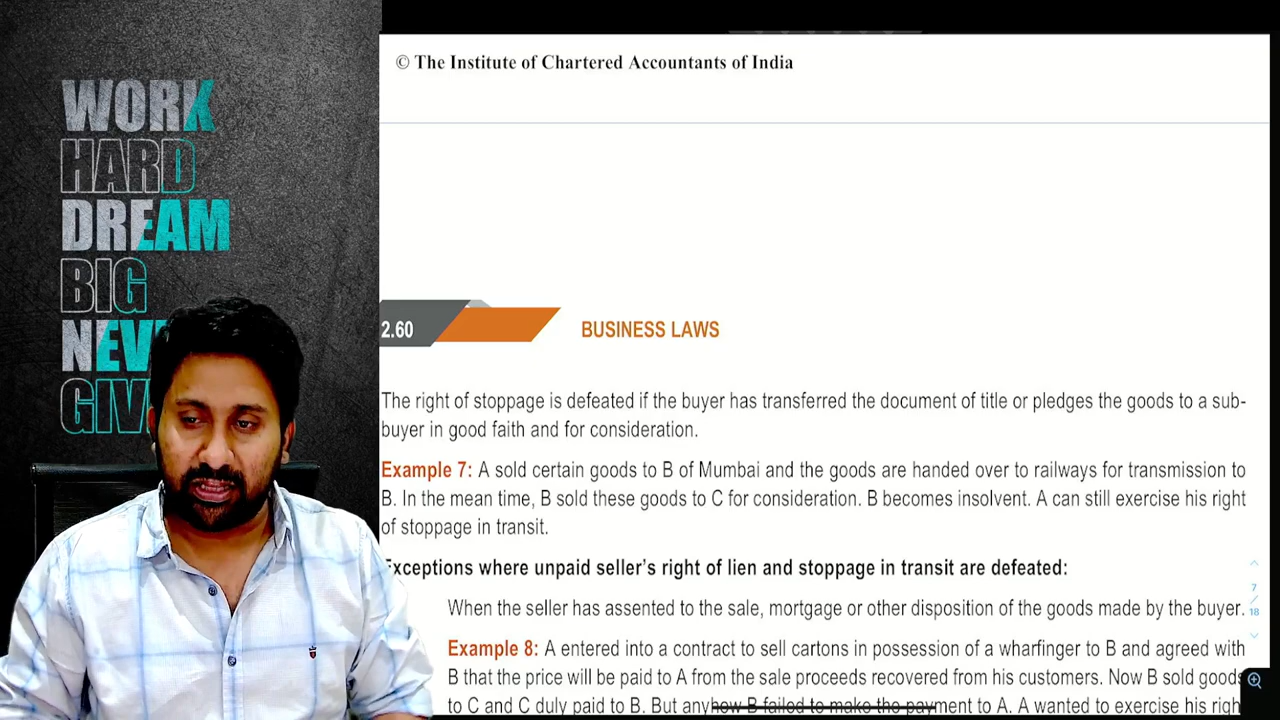 WORK
HARD
DREAM
BIG
NEV
GIV
© The Institute of Chartered Accountants of India
2.60
BUSINESS LAWS
The right of stoppage is defeated if the buyer has transferred the document of title or pledges the goods to a sub-
buyer in good faith and for consideration.
Example 7: A sold certain goods to B of Mumbai and the goods are handed over to railways for transmission to
B. In the mean time, B sold these goods to C for consideration. B becomes insolvent. A can still exercise his right
of stoppage in transit.
Exceptions where unpaid seller's right of lien and stoppage in transit are defeated:
When the seller has assented to the sale, mortgage or other disposition of the goods made by the buyer.
Example 8: A entered into a contract to sell cartons in possession of a wharfinger to B and agreed with
B that the price will be paid to A from the sale proceeds recovered from his customers. Now B sold goods
to C and C duly paid to B. But anyhow B failed to make the payment to A. A wanted to exercise his righ
7
/
18